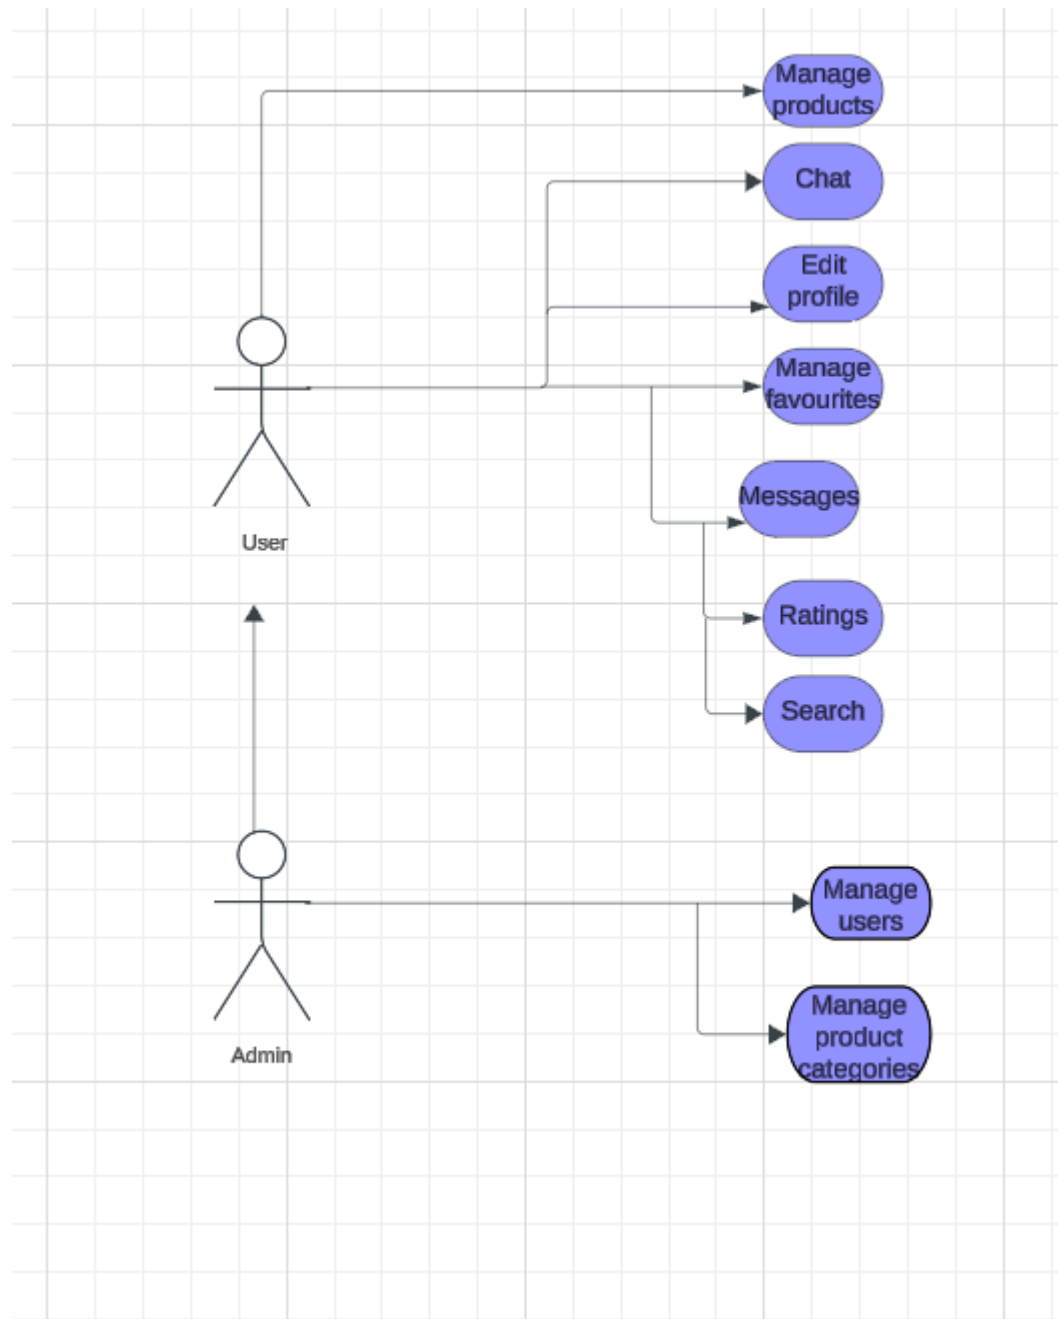 Manage
products
Chat
Edit
profile
Manage
favourites
Messages
User
Ratings
Search
Manage
users
Manage
product
categories
Admin